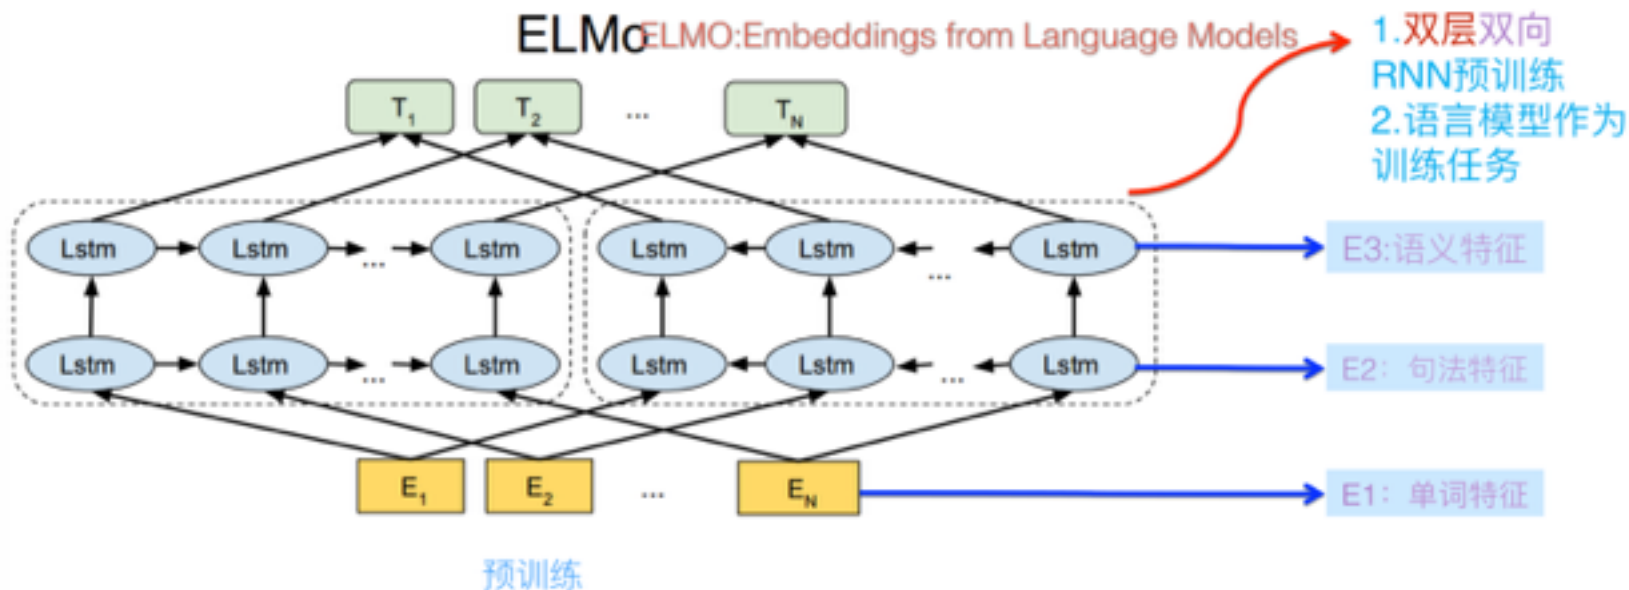 ELMo
ELMO:Embeddings from Language Models
1.双层双向
RNN预训练
2.语言模型作为
训练任务
T1 T2 ... TN
Lstm Lstm ... Lstm Lstm Lstm ... Lstm
E3:语义特征
Lstm Lstm ... Lstm Lstm Lstm ... Lstm
E2：句法特征
E1 E2 ... EN
E1：单词特征
预训练